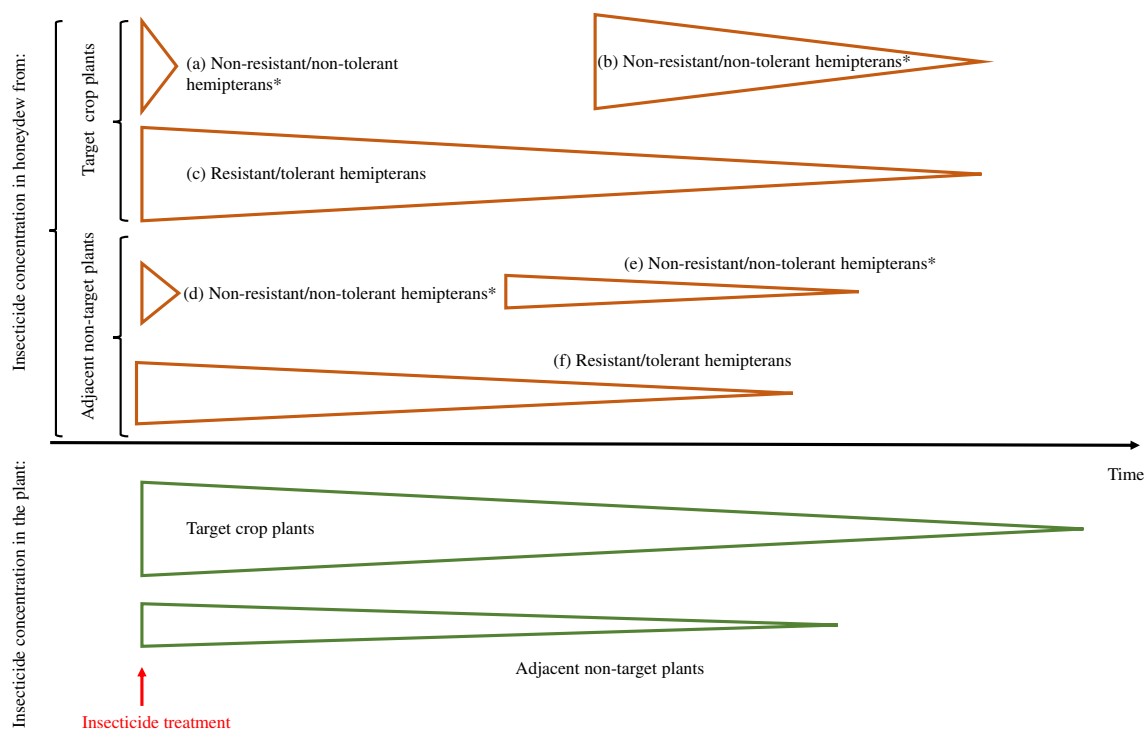 Insecticide concentration in honeydew from:
Target crop plants
(a) Non-resistant/non-tolerant
hemipterans*
(b) Non-resistant/non-tolerant hemipterans*
(c) Resistant/tolerant hemipterans
Adjacent non-target plants
(d) Non-resistant/non-tolerant hemipterans*
(e) Non-resistant/non-tolerant hemipterans*
(f) Resistant/tolerant hemipterans
Time
Insecticide concentration in the plant:
Target crop plants
Adjacent non-target plants
Insecticide treatment